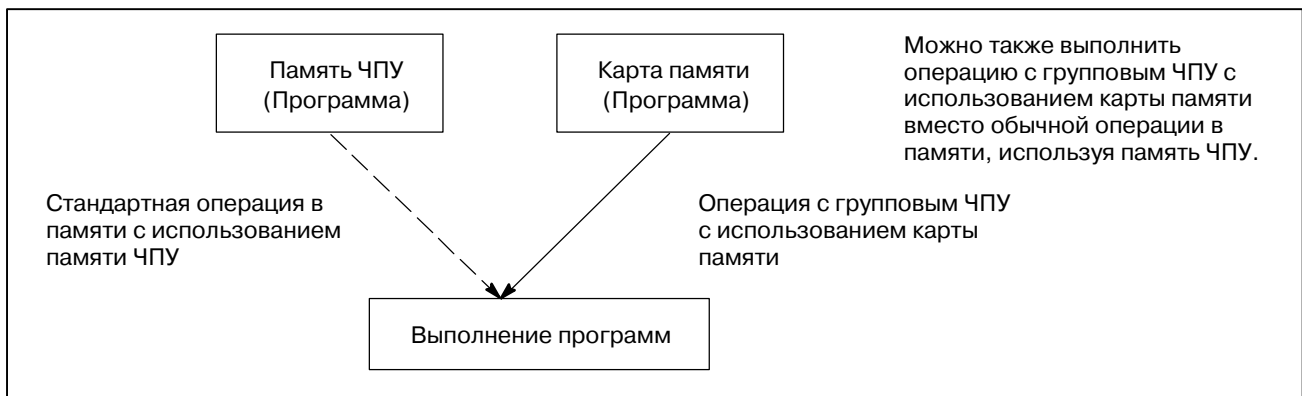 Память ЧПУ
(Программа)
Карта памяти
(Программа)
Можно также выполнить
операцию с групповым ЧПУ с
использованием карты памяти
вместо обычной операции в
памяти, используя память ЧПУ.
Стандартная операция в
памяти с использованием
памяти ЧПУ
Операция с групповым ЧПУ
с использованием карты
памяти
Выполнение программ